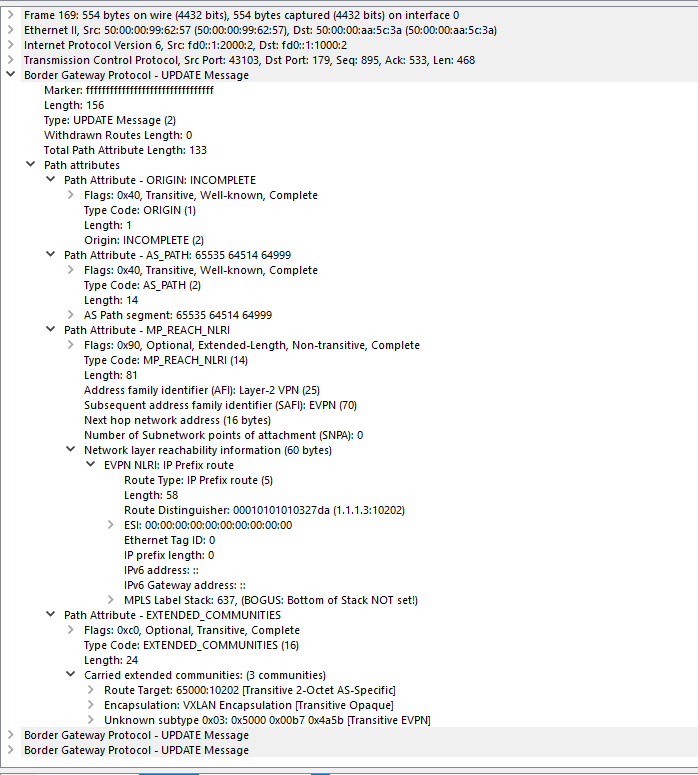 Frame 169: 554 bytes on wire (4432 bits), 554 bytes captured (4432 bits) on interface 0
Ethernet II, Src: 50:00:00:99:62:57 (50:00:00:99:62:57), Dst: 50:00:00:aa:5c:3a (50:00:00:aa:5c:3a)
Internet Protocol Version 6, Src: fd0::1:2000:2, Dst: fd0::1:1000:2
Transmission Control Protocol, Src Port: 43103, Dst Port: 179, Seq: 895, Ack: 533, Len: 468
Border Gateway Protocol - UPDATE Message
Marker: ffffffffffffffffffffffffffffffff
Length: 156
Type: UPDATE Message (2)
Withdrawn Routes Length: 0
Total Path Attribute Length: 133
Path attributes
Path Attribute - ORIGIN: INCOMPLETE
Flags: 0x40, Transitive, Well-known, Complete
Type Code: ORIGIN (1)
Length: 1
Origin: INCOMPLETE (2)
Path Attribute - AS_PATH: 65535 64514 64999
Flags: 0x40, Transitive, Well-known, Complete
Type Code: AS_PATH (2)
Length: 14
AS Path segment: 65535 64514 64999
Path Attribute - MP_REACH_NLRI
Flags: 0x90, Optional, Extended-Length, Non-transitive, Complete
Type Code: MP_REACH_NLRI (14)
Length: 81
Address family identifier (AFI): Layer-2 VPN (25)
Subsequent address family identifier (SAFI): EVPN (70)
Next hop network address (16 bytes)
Number of Subnetwork points of attachment (SNPA): 0
Network layer reachability information (60 bytes)
EVPN NLRI: IP Prefix route
Route Type: IP Prefix route (5)
Length: 58
Route Distinguisher: 00010101010327da (1.1.1.3:10202)
ESI: 00:00:00:00:00:00:00:00:00:00
Ethernet Tag ID: 0
IP prefix length: 0
IPv6 address: ::
IPv6 Gateway address: ::
MPLS Label Stack: 637, (BOGUS: Bottom of Stack NOT set!)
Path Attribute - EXTENDED_COMMUNITIES
Flags: 0xc0, Optional, Transitive, Complete
Type Code: EXTENDED_COMMUNITIES (16)
Length: 24
Carried extended communities: (3 communities)
Route Target: 65000:10202 [Transitive 2-Octet AS-Specific]
Encapsulation: VXLAN Encapsulation [Transitive Opaque]
Unknown subtype 0x03: 0x5000 0x00b7 0x4a5b [Transitive EVPN]
Border Gateway Protocol - UPDATE Message
Border Gateway Protocol - UPDATE Message